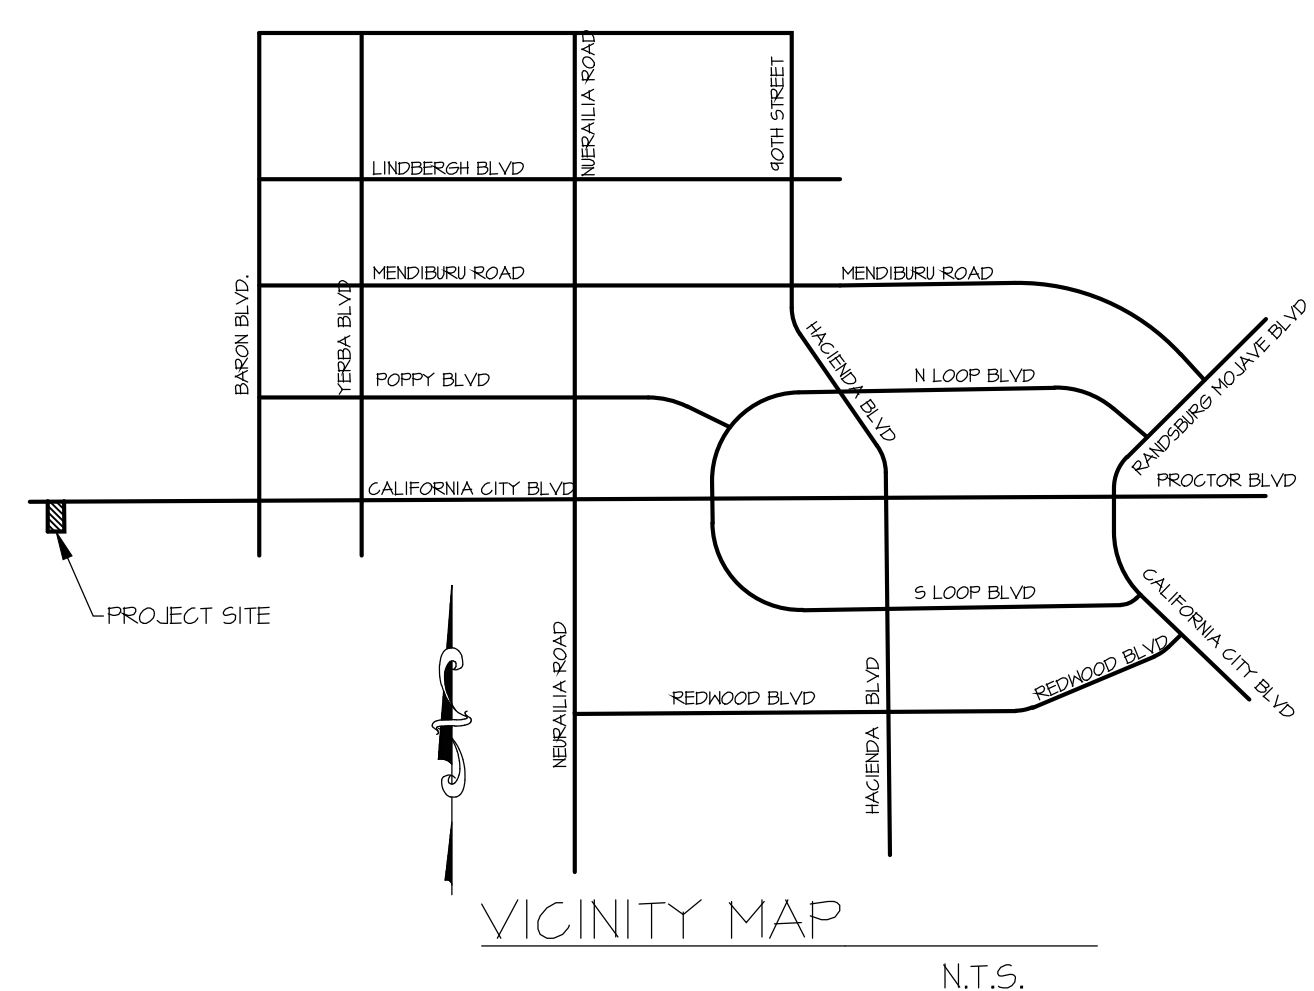 NUERAILIA ROAD
90TH STREET
LINDBERGH BLVD
MENDIBURU ROAD
MENDIBURU ROAD
BARON BLVD.
YERBA BLVD
HACIENDA BLVD
RANDSBURG MOJAVE BLVD
POPPY BLVD
N LOOP BLVD
CALIFORNIA CITY BLVD
PROCTOR BLVD
PROJECT SITE
S LOOP BLVD
CALIFORNIA CITY BLVD
NEURAILIA ROAD
REDWOOD BLVD
REDWOOD BLVD
HACIENDA BLVD
VICINITY MAP
N.T.S.